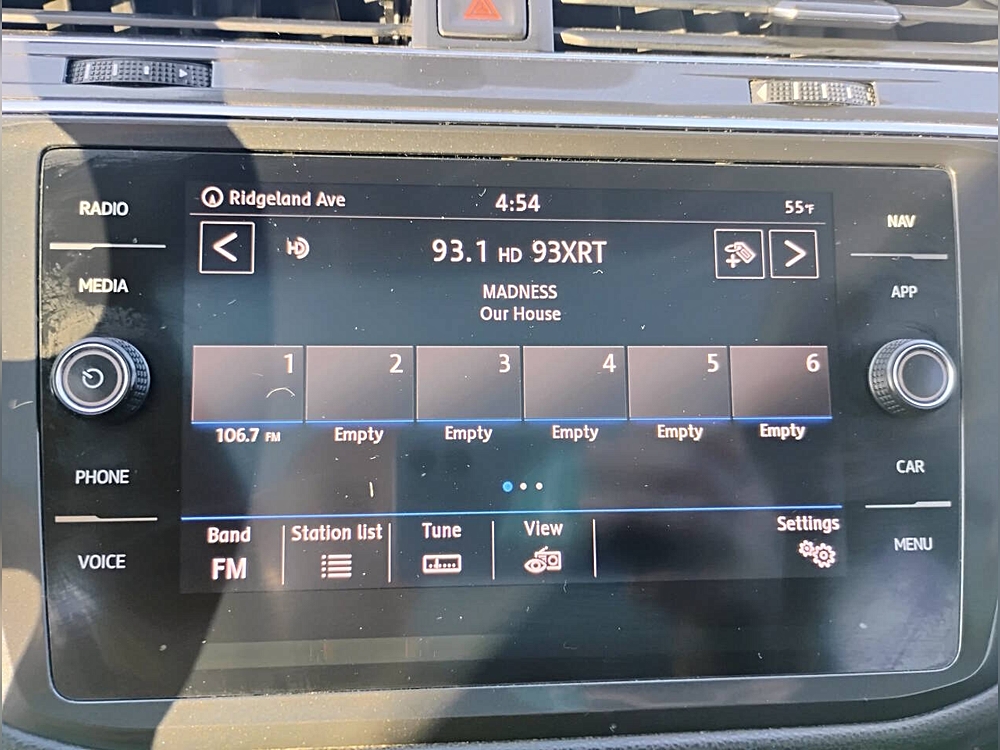 RADIO
MEDIA
PHONE
VOICE
Ridgeland Ave 4:54 55°F
HD 93.1 HD 93XRT
MADNESS
Our House
1 2 3 4 5 6
106.7 FM Empty Empty Empty Empty Empty
Band Station list Tune View Settings
FM
NAV
APP
CAR
MENU